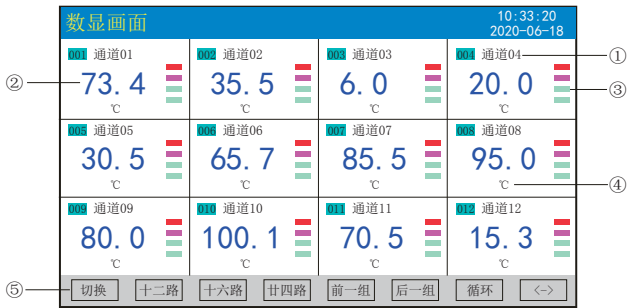 数显画面
10:33:20
2020-06-18
001 通道01 002 通道02 003 通道03 004 通道04 ①
② 73.4 35.5 6.0 20.0 ③
℃ ℃ ℃ ℃
005 通道05 006 通道06 007 通道07 008 通道08
30.5 65.7 85.5 95.0
℃ ℃ ℃ ℃ ④
009 通道09 010 通道10 011 通道11 012 通道12
80.0 100.1 70.5 15.3
℃ ℃ ℃ ℃
⑤ 切换 十二路 十六路 廿四路 前一组 后一组 循环 <->